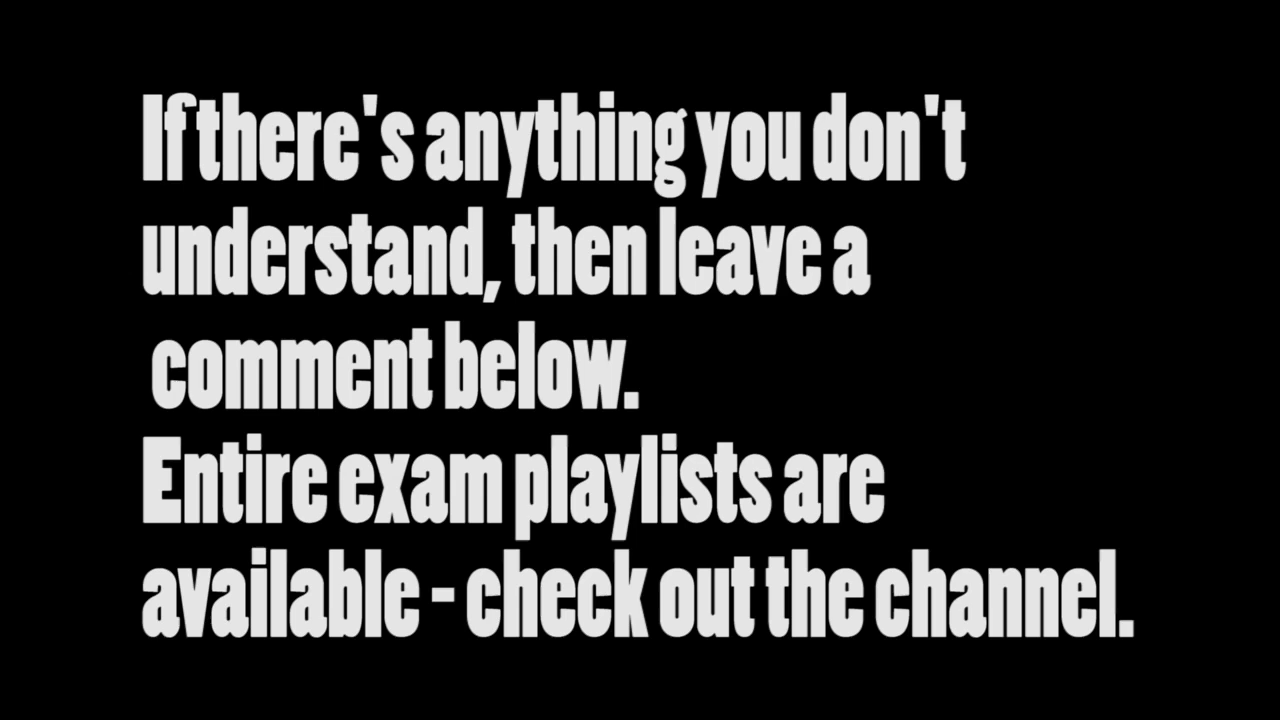 If there's anything you don't
understand, then leave a
comment below.
Entire exam playlists are
available - check out the channel.